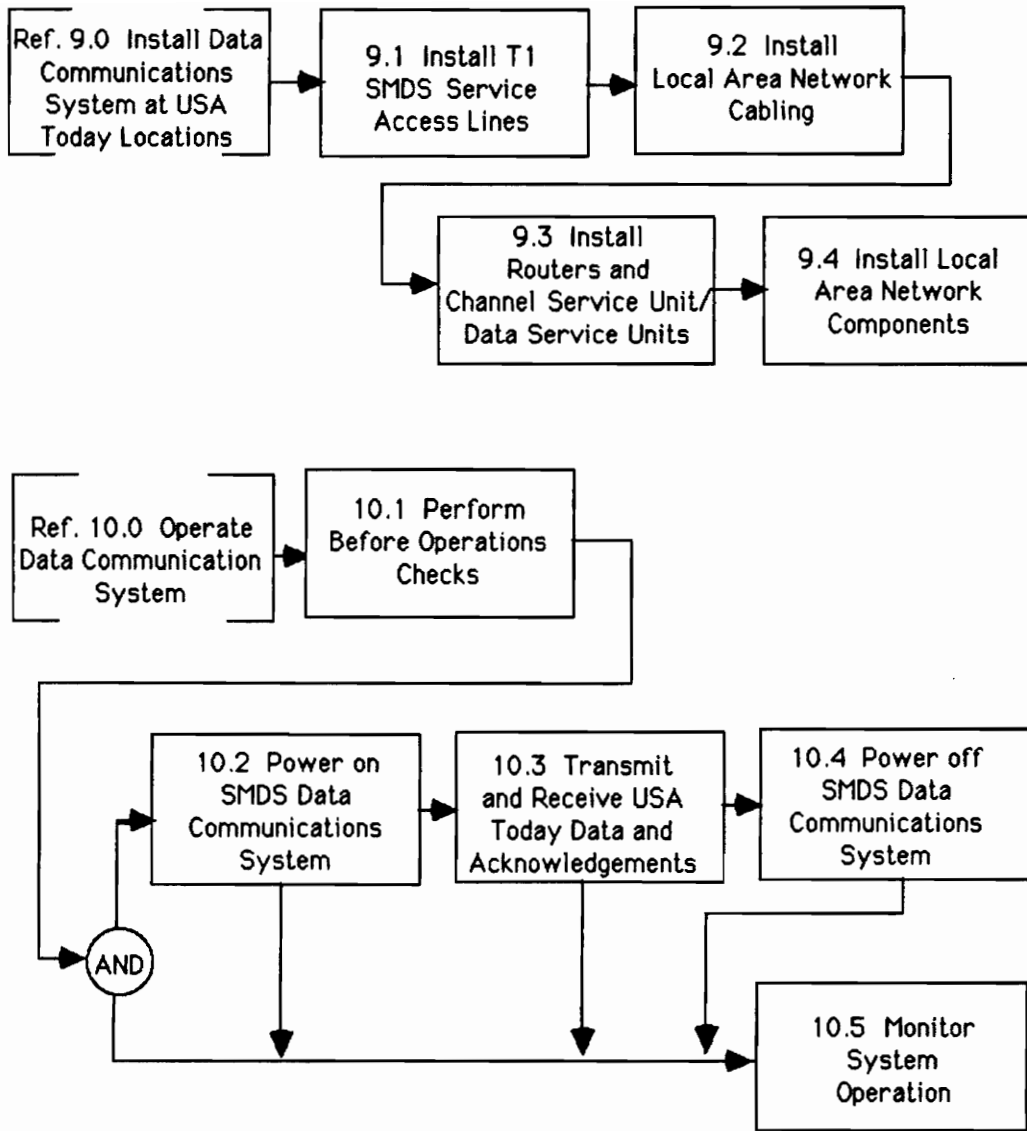 Ref. 9.0 Install Data
Communications
System at USA
Today Locations
9.1 Install T1
SMDS Service
Access Lines
9.2 Install
Local Area Network
Cabling
9.3 Install
Routers and
Channel Service Unit/
Data Service Units
9.4 Install Local
Area Network
Components
Ref. 10.0 Operate
Data Communication
System
10.1 Perform
Before Operations
Checks
10.2 Power on
SMDS Data
Communications
System
10.3 Transmit
and Receive USA
Today Data and
Acknowledgements
10.4 Power off
SMDS Data
Communications
System
AND
10.5 Monitor
System
Operation